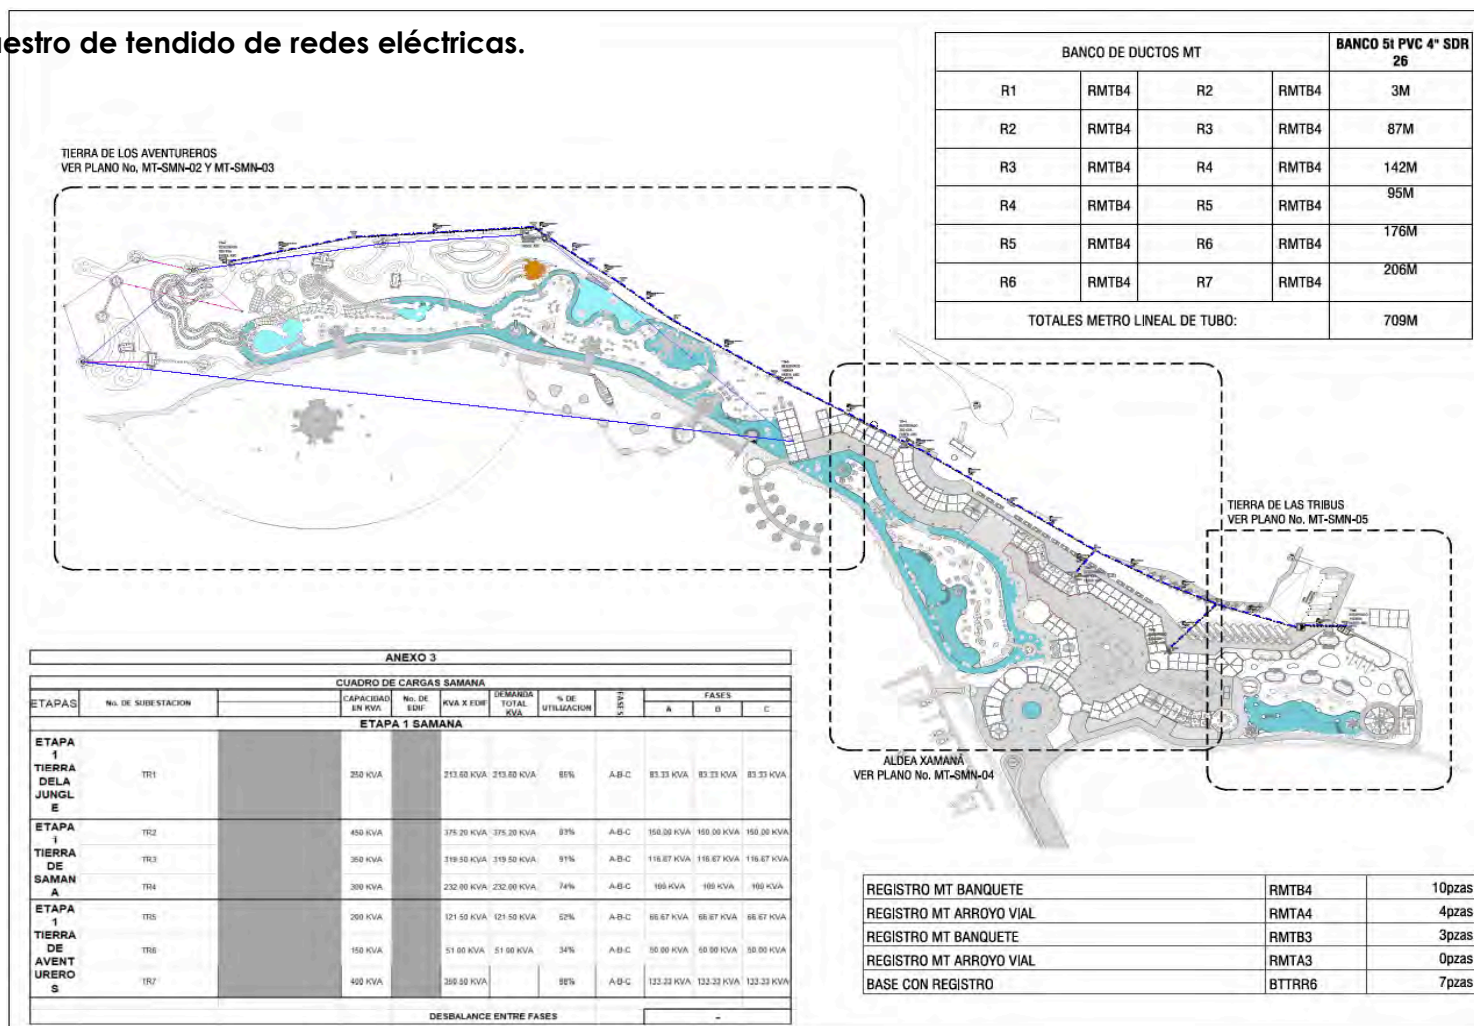 estro de tendido de redes eléctricas.
BANCO DE DUCTOS MT BANCO 5t PVC 4" SDR 26
R1 RMTB4 R2 RMTB4 3M
R2 RMTB4 R3 RMTB4 87M
R3 RMTB4 R4 RMTB4 142M
R4 RMTB4 R5 RMTB4 95M
R5 RMTB4 R6 RMTB4 176M
R6 RMTB4 R7 RMTB4 206M
TOTALES METRO LINEAL DE TUBO: 709M
TIERRA DE LOS AVENTUREROS
VER PLANO No. MT-SMN-02 Y MT-SMN-03
TIERRA DE LAS TRIBUS
VER PLANO No. MT-SMN-05
ALDEA XAMANÁ
VER PLANO No. MT-SMN-04
ANEXO 3
CUADRO DE CARGAS SAMANA
ETAPAS No. DE SUBESTACION CAPACIDAD EN KVA No. DE EDIF KVA X EDIF DEMANDA TOTAL KVA % DE UTILIZACION FASES FASES A B C
ETAPA 1 SAMANA
ETAPA 1 TIERRA DELA JUNGLE TR1 250 KVA 213.60 KVA 213.60 KVA 85% A-B-C 83.33 KVA 83.33 KVA 83.33 KVA
ETAPA 1 TIERRA DE SAMANA TR2 450 KVA 375.20 KVA 375.20 KVA 83% A-B-C 150.00 KVA 150.00 KVA 150.00 KVA
TR3 350 KVA 319.50 KVA 319.50 KVA 91% A-B-C 116.67 KVA 116.67 KVA 116.67 KVA
TR4 300 KVA 232.00 KVA 232.00 KVA 74% A-B-C 100 KVA 100 KVA 100 KVA
ETAPA 1 TIERRA DE AVENTUREROS TR5 200 KVA 121.50 KVA 121.50 KVA 62% A-B-C 66.67 KVA 66.67 KVA 66.67 KVA
TR6 150 KVA 51.00 KVA 51.00 KVA 34% A-B-C 50.00 KVA 50.00 KVA 50.00 KVA
TR7 400 KVA A-B-C 133.33 KVA 133.33 KVA 133.33 KVA
DESBALANCE ENTRE FASES -
REGISTRO MT BANQUETE RMTB4 10pzas
REGISTRO MT ARROYO VIAL RMTA4 4pzas
REGISTRO MT BANQUETE RMTB3 3pzas
REGISTRO MT ARROYO VIAL RMTA3 0pzas
BASE CON REGISTRO BTTRR6 7pzas